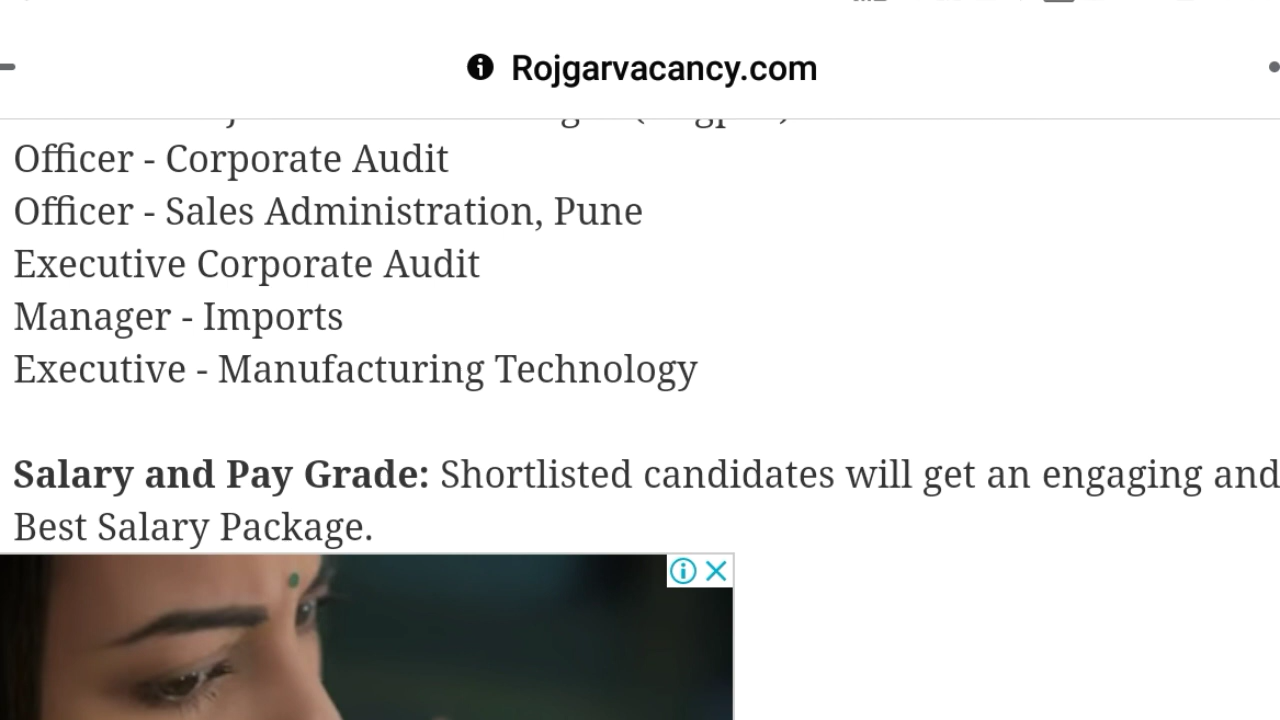 Rojgarvacancy.com
Officer - Corporate Audit
Officer - Sales Administration, Pune
Executive Corporate Audit
Manager - Imports
Executive - Manufacturing Technology
Salary and Pay Grade: Shortlisted candidates will get an engaging and
Best Salary Package.